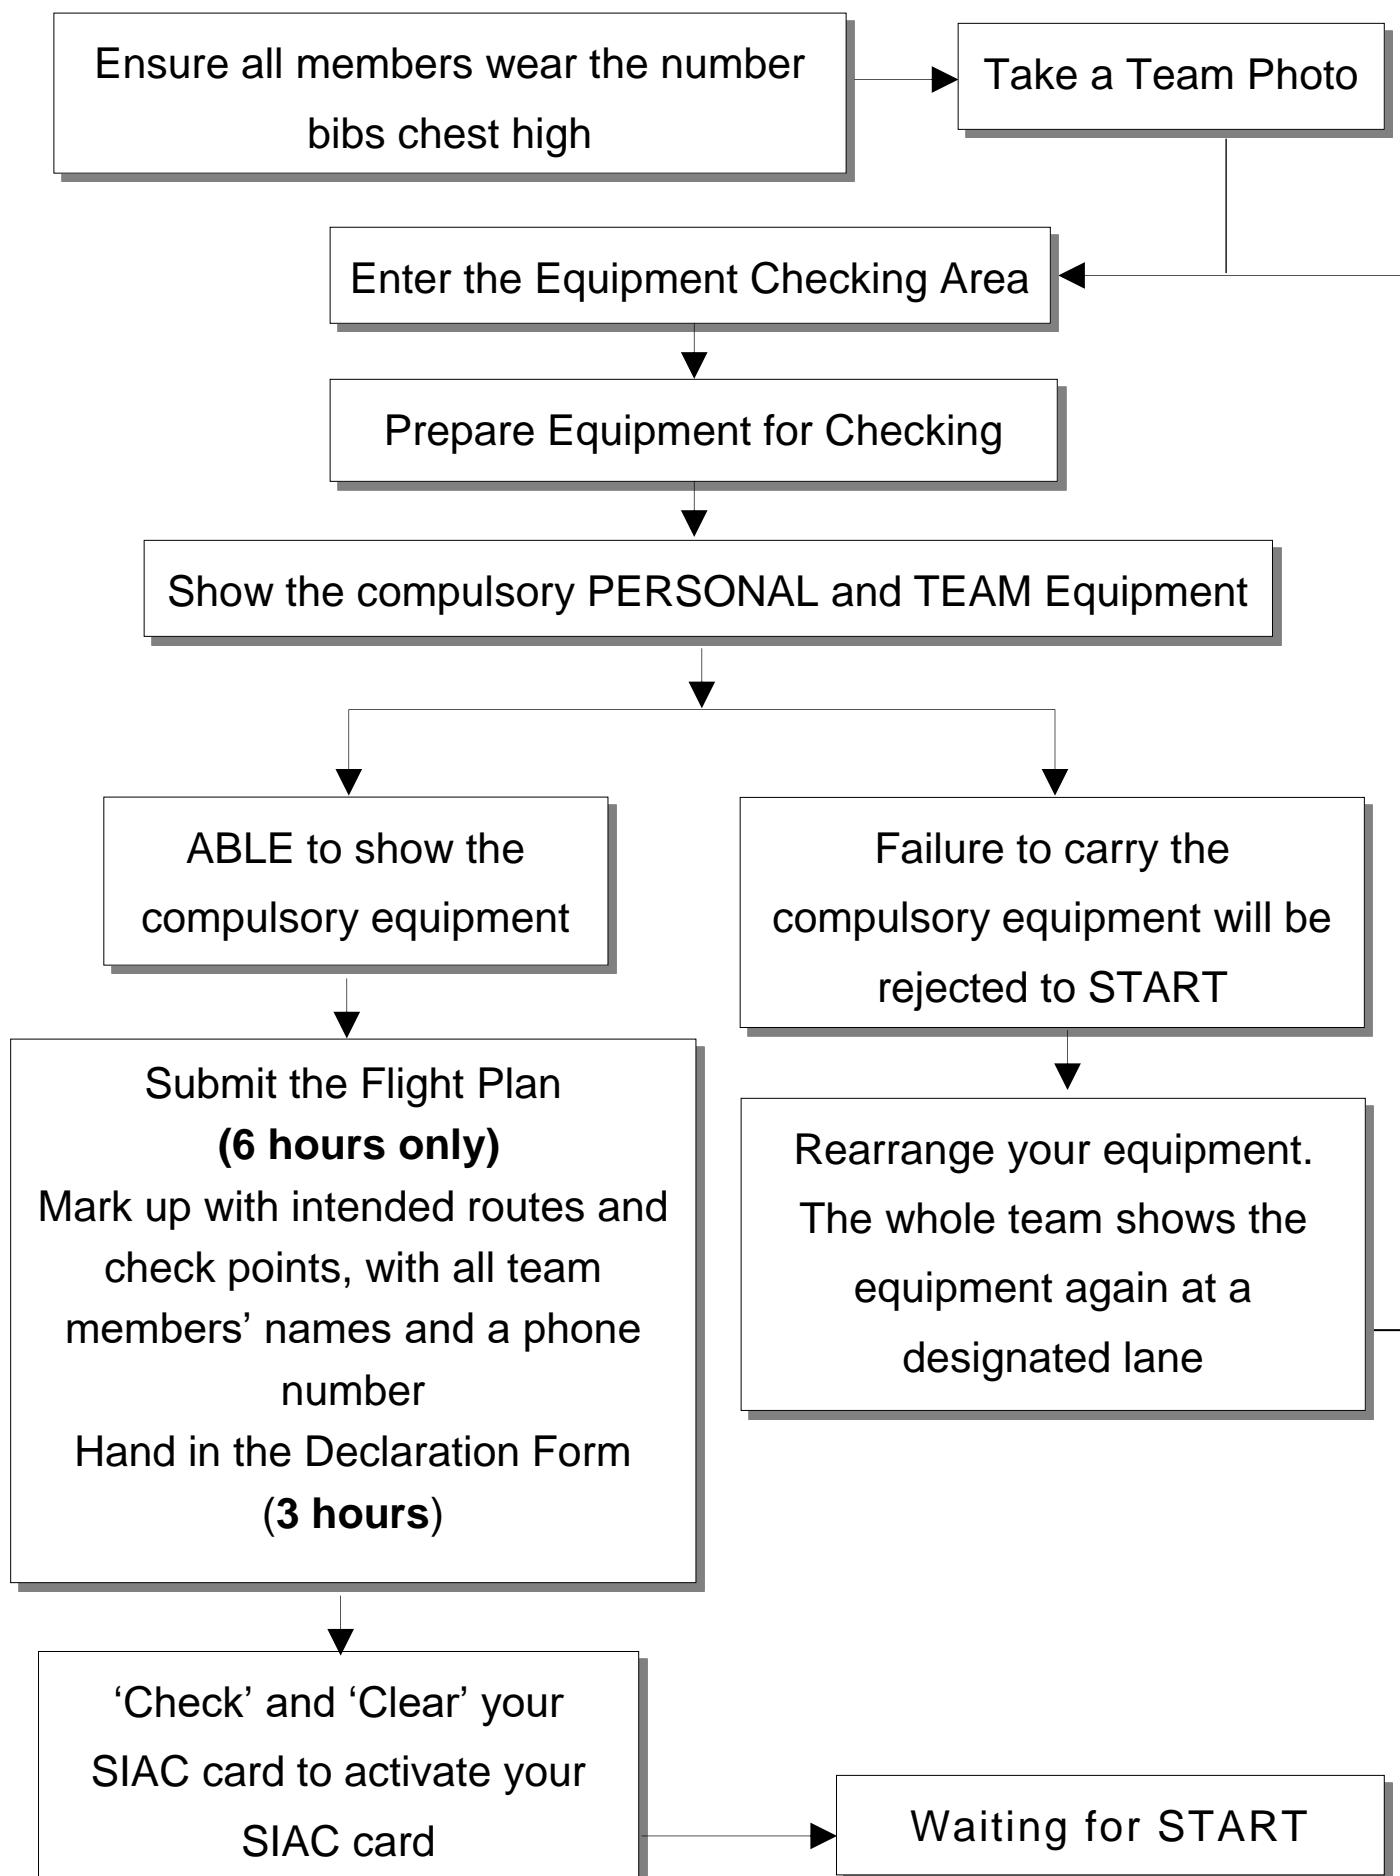 Ensure all members wear the number
bibs chest high
Take a Team Photo
Enter the Equipment Checking Area
Prepare Equipment for Checking
Show the compulsory PERSONAL and TEAM Equipment
ABLE to show the
compulsory equipment
Failure to carry the
compulsory equipment will be
rejected to START
Submit the Flight Plan
(6 hours only)
Mark up with intended routes and
check points, with all team
members’ names and a phone
number
Hand in the Declaration Form
(3 hours)
Rearrange your equipment.
The whole team shows the
equipment again at a
designated lane
‘Check’ and ‘Clear’ your
SIAC card to activate your
SIAC card
Waiting for START